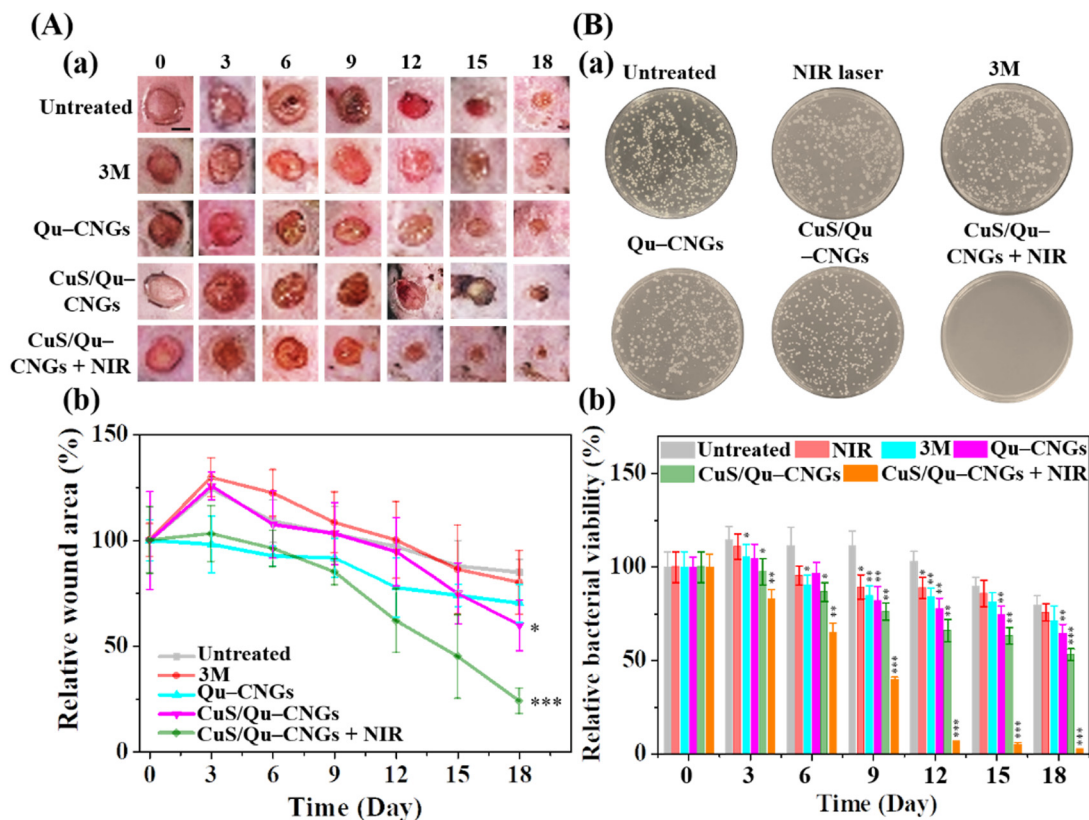 (A)
(a)
0 3 6 9 12 15 18
Untreated
3M
Qu–CNGs
CuS/Qu–
CNGs
CuS/Qu–
CNGs + NIR
(b)
Relative wound area (%)
150
100
50
0
Untreated
3M
Qu–CNGs
CuS/Qu–CNGs
CuS/Qu–CNGs + NIR
*
***
0 3 6 9 12 15 18
Time (Day)
(B)
(a)
Untreated NIR laser 3M
Qu–CNGs
CuS/Qu
–CNGs
CuS/Qu–
CNGs + NIR
(b)
Relative bacterial viability (%)
150
100
50
0
Untreated NIR 3M Qu–CNGs
CuS/Qu–CNGs CuS/Qu–CNGs + NIR
* * **
* * ** **
* ** ** ** ***
* ** ** ** ***
** ** ***
** *** ***
0 3 6 9 12 15 18
Time (Day)